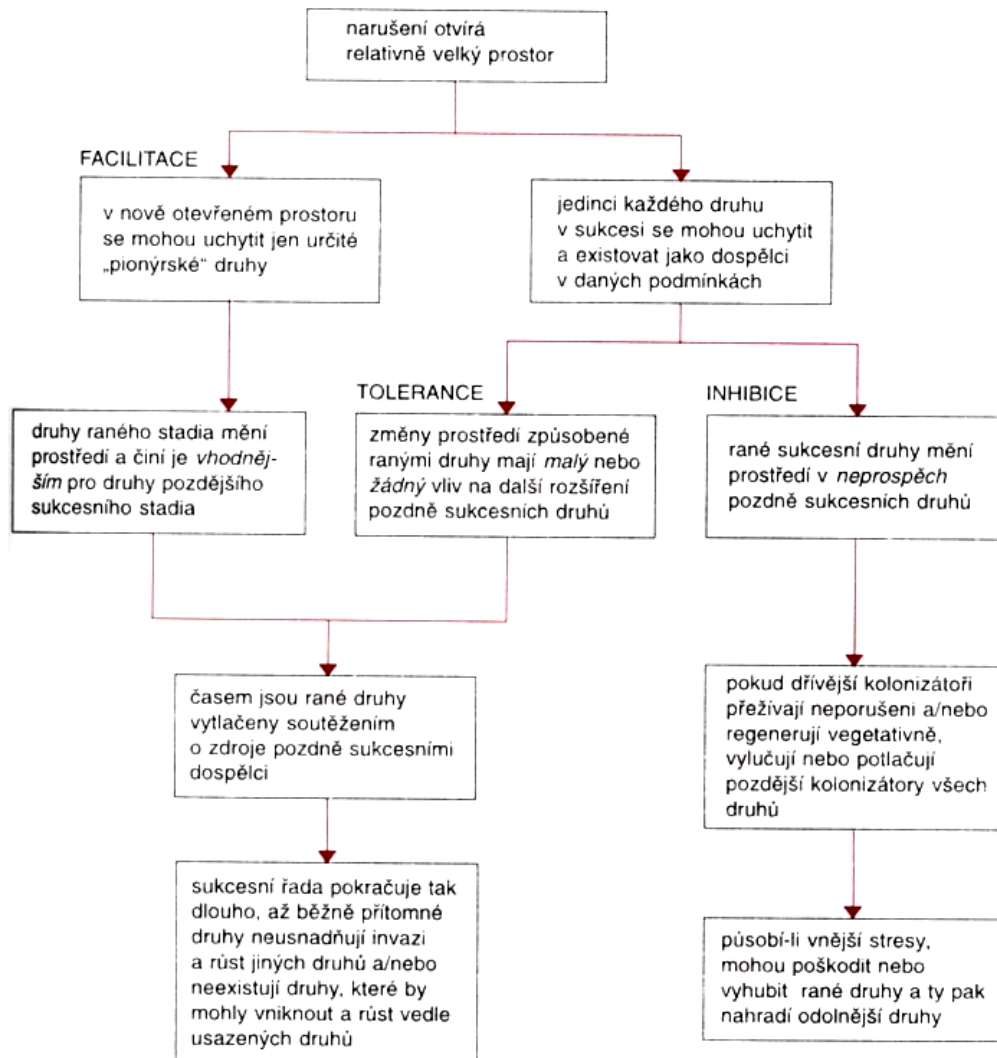 narušení otvírá
relativně velký prostor
FACILITACE
v nově otevřeném prostoru
se mohou uchytit jen určité
„pionýrské“ druhy
jedinci každého druhu
v sukcesi se mohou uchytit
a existovat jako dospělci
v daných podmínkách
druhy raného stadia mění
prostředí a činí je vhodněj-
ším pro druhy pozdějšího
sukcesního stadia
TOLERANCE
změny prostředí způsobené
ranými druhy mají malý nebo
žádný vliv na další rozšíření
pozdně sukcesních druhů
INHIBICE
rané sukcesní druhy mění
prostředí v neprospěch
pozdně sukcesních druhů
časem jsou rané druhy
vytlačeny soutěžením
o zdroje pozdně sukcesními
dospělci
pokud dřívější kolonizátoři
přežívají neporušeni a/nebo
regenerují vegetativně,
vylučují nebo potlačují
pozdější kolonizátory všech
druhů
sukcesní řada pokračuje tak
dlouho, až běžně přítomné
druhy neusnadňují invazi
a růst jiných druhů a/nebo
neexistují druhy, které by
mohly vniknout a růst vedle
usazených druhů
působí-li vnější stresy,
mohou poškodit nebo
vyhubit rané druhy a ty pak
nahradí odolnější druhy